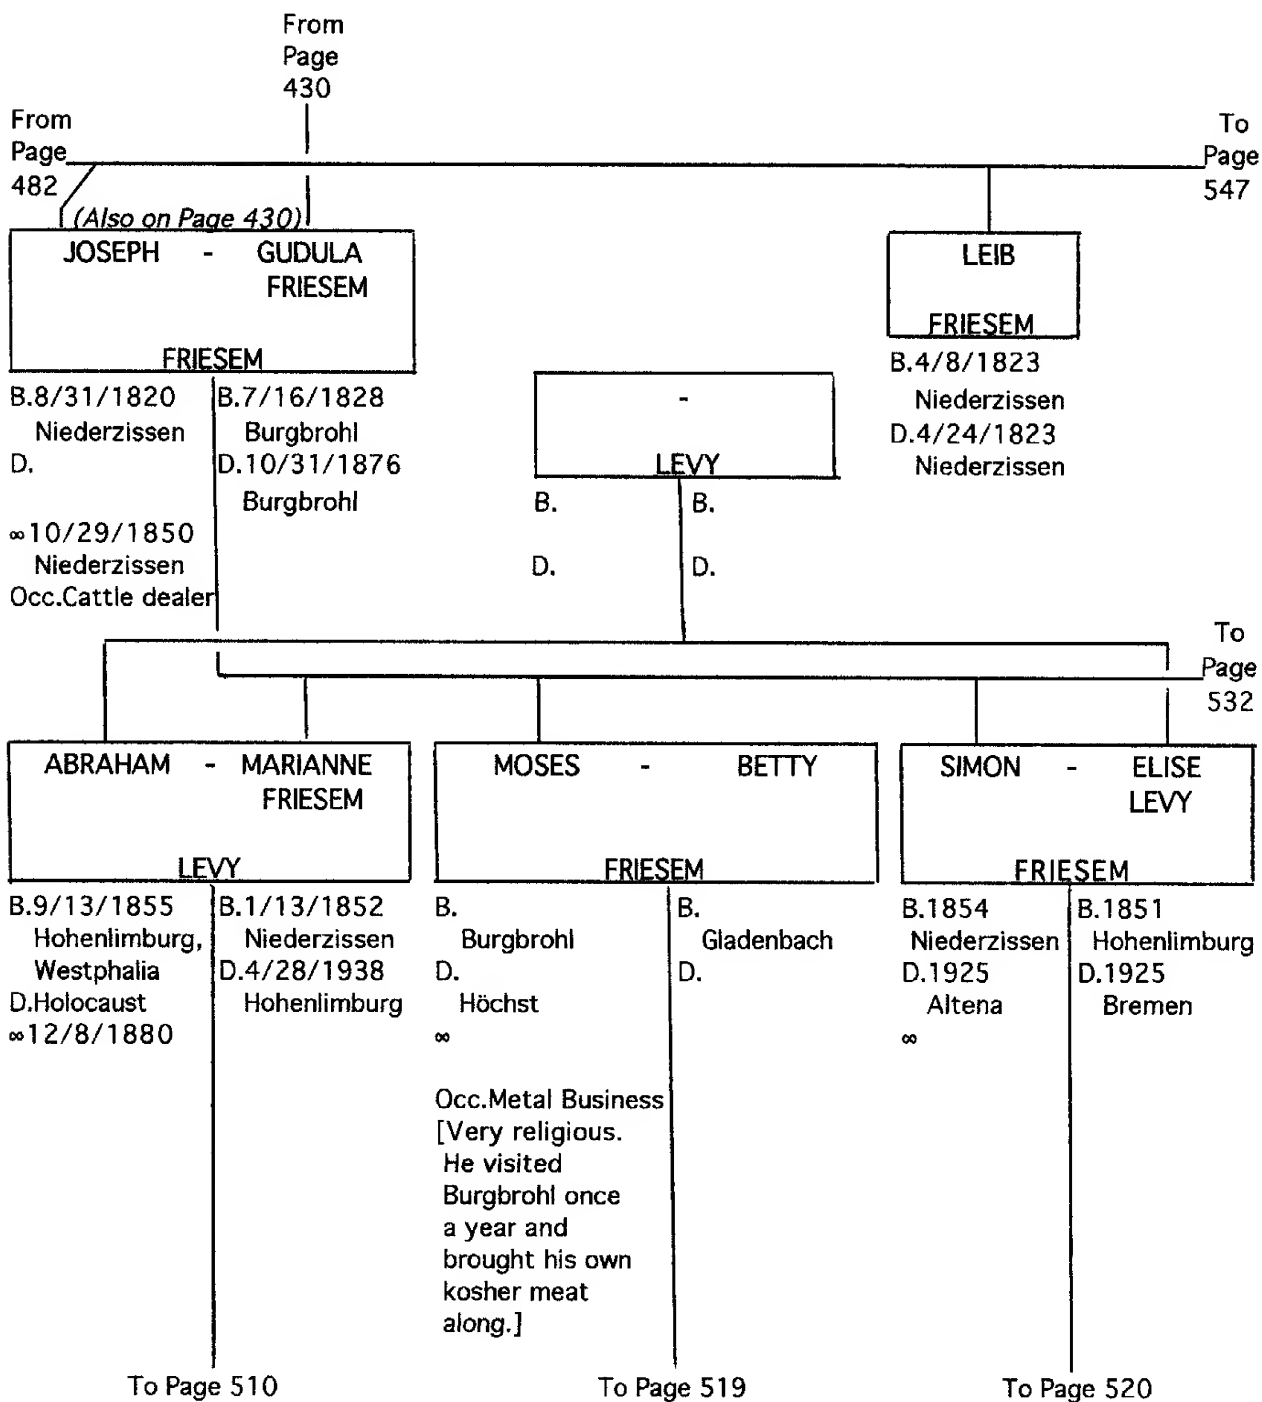 From
Page
430
From
Page
482
To
Page
547
(Also on Page 430)
JOSEPH - GUDULA
FRIESEM
FRIESEM
B.8/31/1820
Niederzissen
D.
∞10/29/1850
Niederzissen
Occ.Cattle dealer
B.7/16/1828
Burgbrohl
D.10/31/1876
Burgbrohl
-
LEVY
B.
D.
B.
D.
LEIB
FRIESEM
B.4/8/1823
Niederzissen
D.4/24/1823
Niederzissen
To
Page
532
ABRAHAM - MARIANNE
FRIESEM
LEVY
B.9/13/1855
Hohenlimburg,
Westphalia
D.Holocaust
∞12/8/1880
B.1/13/1852
Niederzissen
D.4/28/1938
Hohenlimburg
To Page 510
MOSES - BETTY
FRIESEM
B.
Burgbrohl
D.
Höchst
∞
Occ.Metal Business
[Very religious.
He visited
Burgbrohl once
a year and
brought his own
kosher meat
along.]
B.
Gladenbach
D.
To Page 519
SIMON - ELISE
LEVY
FRIESEM
B.1854
Niederzissen
D.1925
Altena
∞
B.1851
Hohenlimburg
D.1925
Bremen
To Page 520